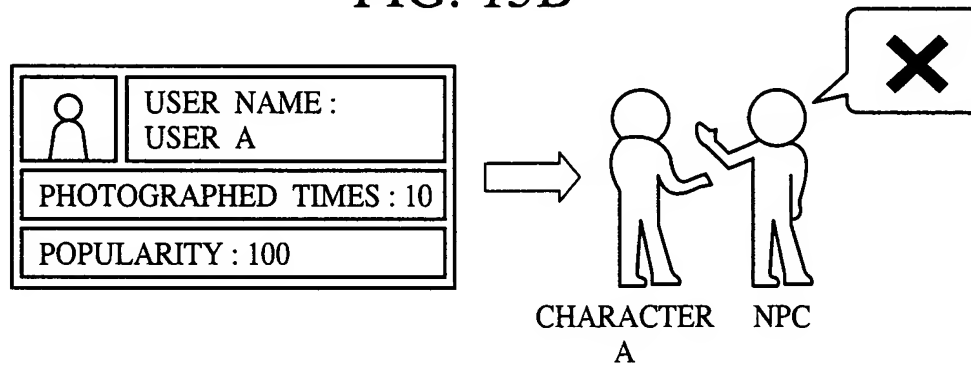 USER NAME :
USER A
PHOTOGRAPHED TIMES : 10
POPULARITY : 100
CHARACTER NPC
A